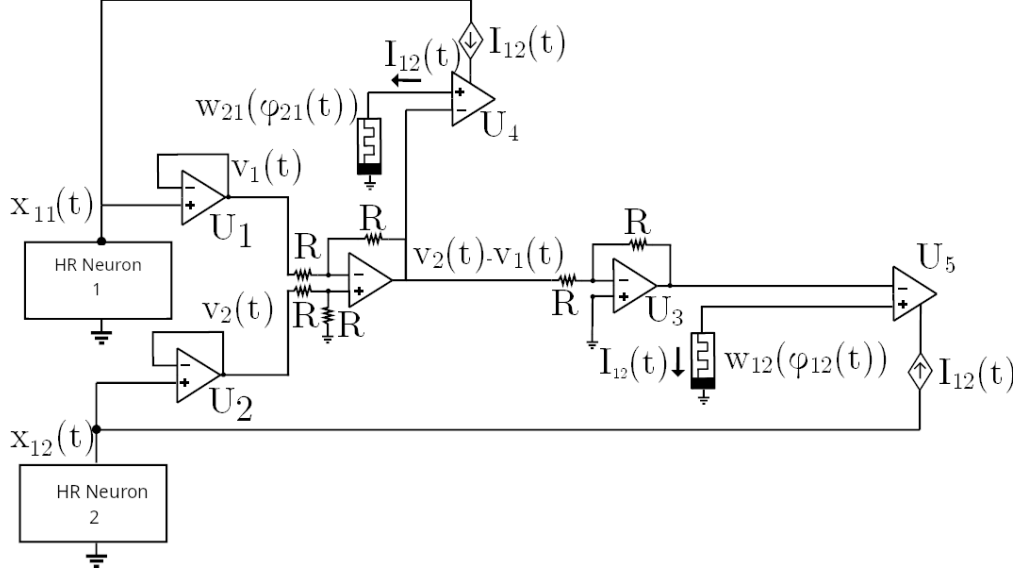 I₁₂(t)
I₁₂(t)
w₂₁(φ₂₁(t))
+
−
U₄
v₁(t)
−
+
U₁
x₁₁(t)
HR Neuron
1
R
R
R
R
−
+
v₂(t)-v₁(t)
v₂(t)
R
R
−
+
U₃
U₅
−
+
I₁₂(t)
w₁₂(φ₁₂(t))
I₁₂(t)
−
+
U₂
x₁₂(t)
HR Neuron
2